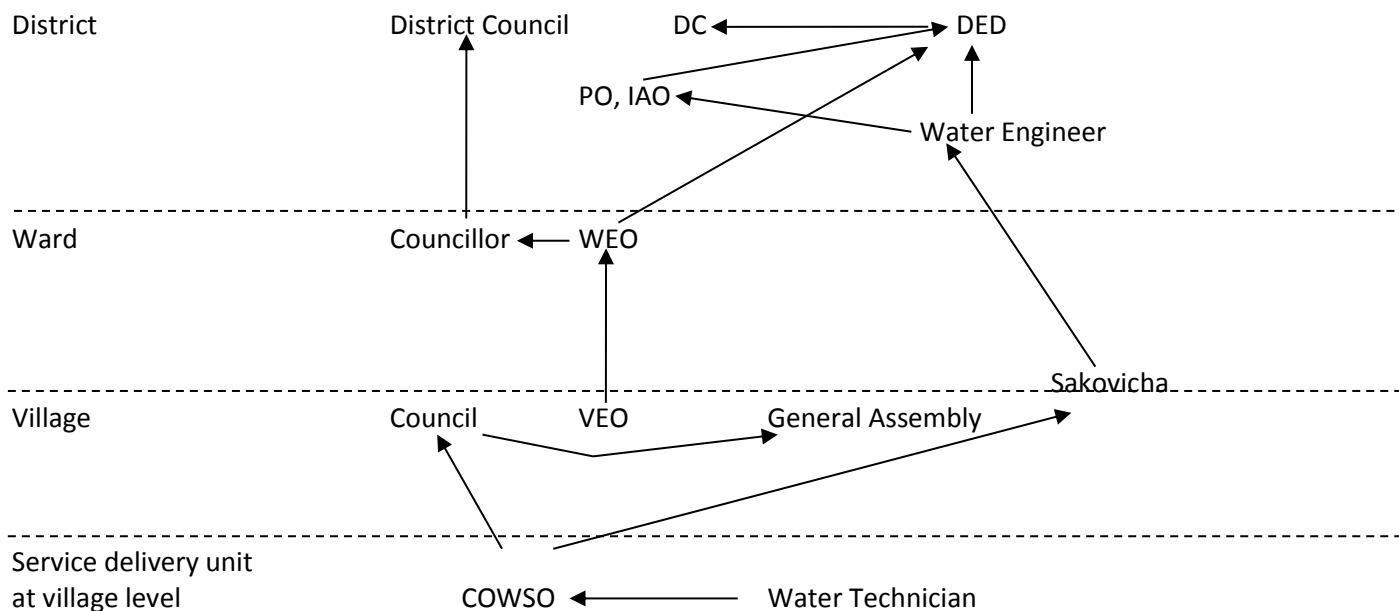 District District Council DC DED
PO, IAO
Water Engineer
Ward Councillor WEO
Sakovicha
Village Council VEO General Assembly
Service delivery unit
at village level COWSO Water Technician